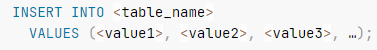 INSERT INTO <table_name>
VALUES (<value1>, <value2>, <value3>, …);